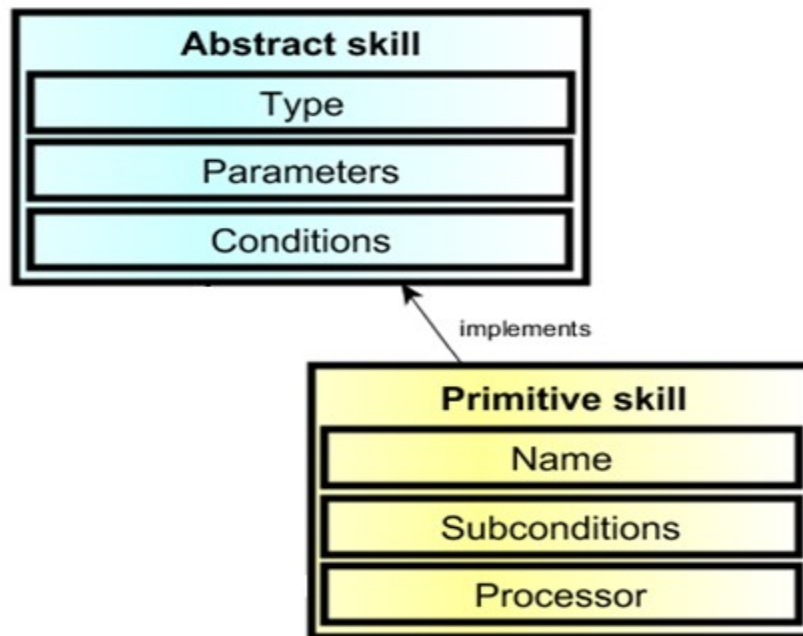 Abstract skill
Type
Parameters
Conditions
implements
Primitive skill
Name
Subconditions
Processor